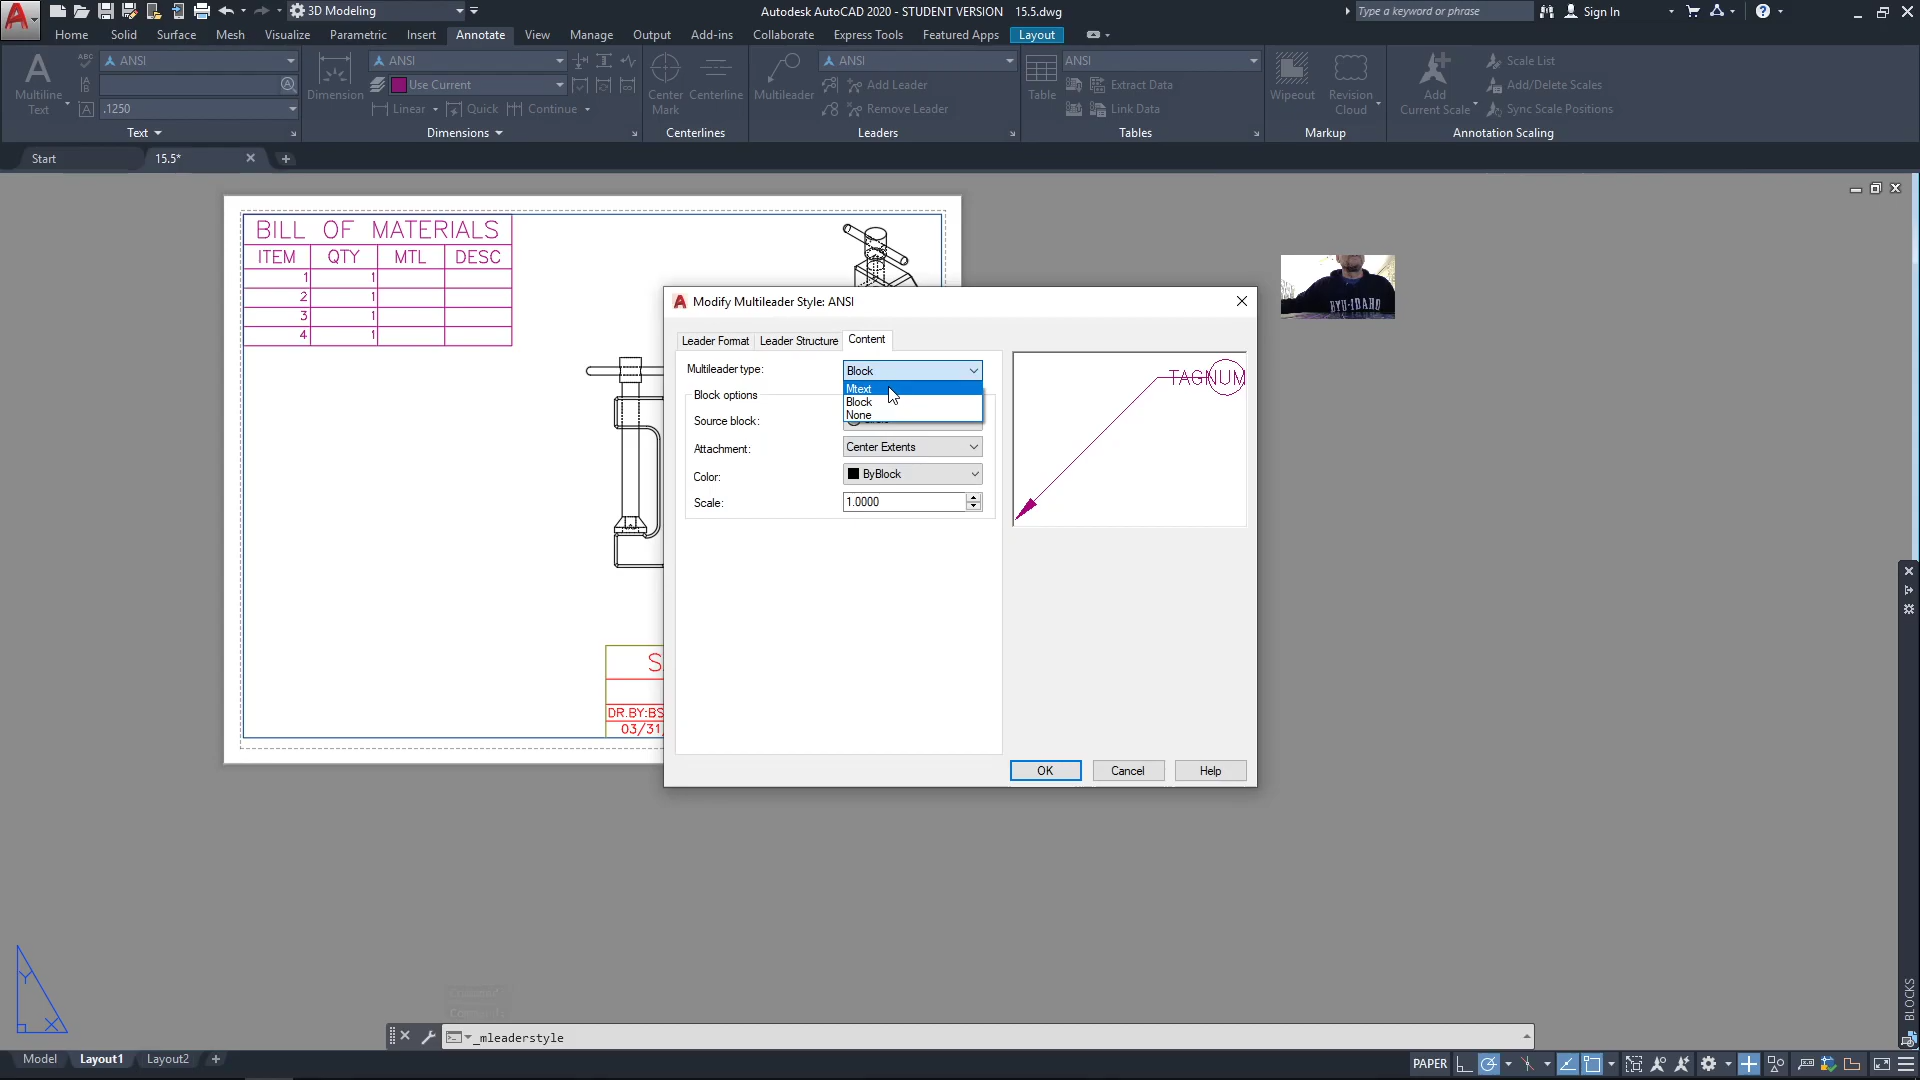 3D Modeling
Autodesk AutoCAD 2020 - STUDENT VERSION 15.5.dwg
Type a keyword or phrase
Sign In
Home Solid Surface Mesh Visualize Parametric Insert Annotate View Manage Output Add-ins Collaborate Express Tools Featured Apps Layout
Multiline Text
ABC
ANSI
.1250
Text
Dimension
ANSI
Use Current
Linear Quick Continue
Dimensions
Center Mark
Centerline
Centerlines
Multileader
ANSI
Add Leader
Remove Leader
Leaders
Table
ANSI
Extract Data
Link Data
Tables
Wipeout
Revision Cloud
Markup
Add Current Scale
Scale List
Add/Delete Scales
Sync Scale Positions
Annotation Scaling
Start
15.5*
BILL OF MATERIALS
ITEM QTY MTL DESC
1 1
2 1
3 1
4 1
DR.BY:BS
03/31
BYU-IDAHO
Modify Multileader Style: ANSI
Leader Format Leader Structure Content
Multileader type: Block
Mtext
Block
None
Block options
Source block:
Attachment: Center Extents
Color: ByBlock
Scale: 1.0000
TAGNUM
OK Cancel Help
Y
X
_mleaderstyle
BLOCKS
Model Layout1 Layout2
PAPER